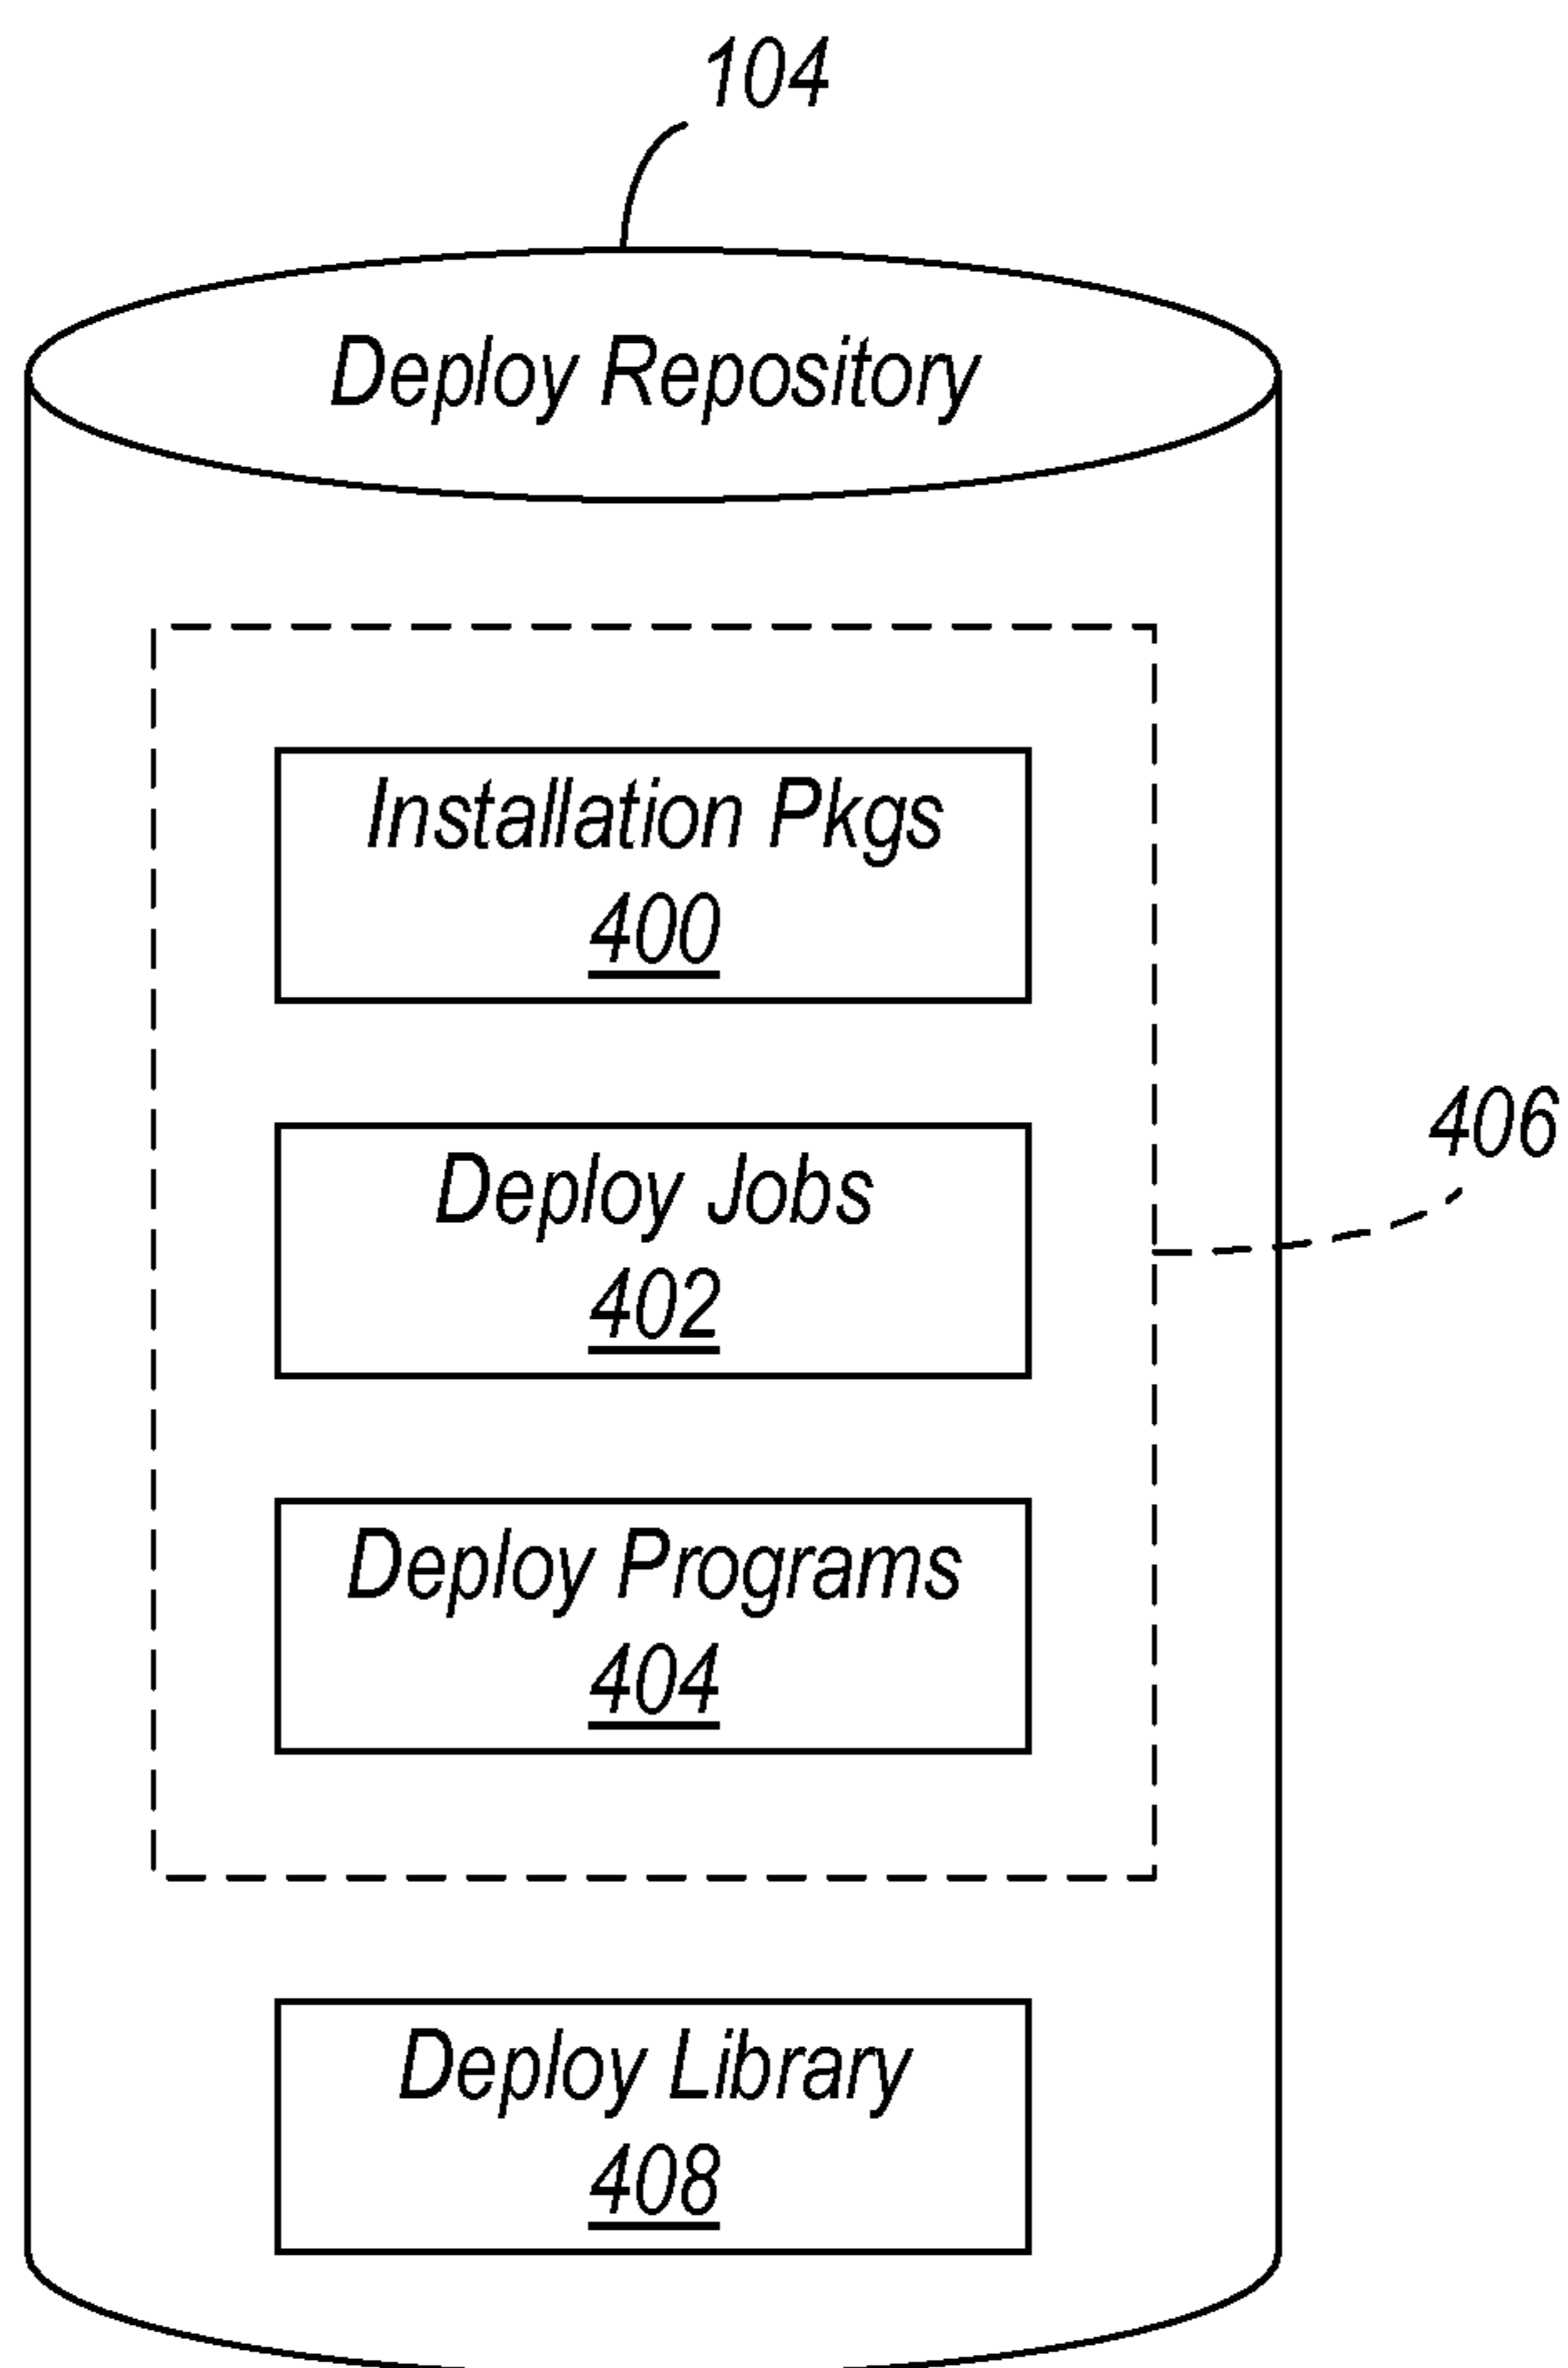 104
Deploy Repository
Installation Pkgs
400
406
Deploy Jobs
402
Deploy Programs
404
Deploy Library
408